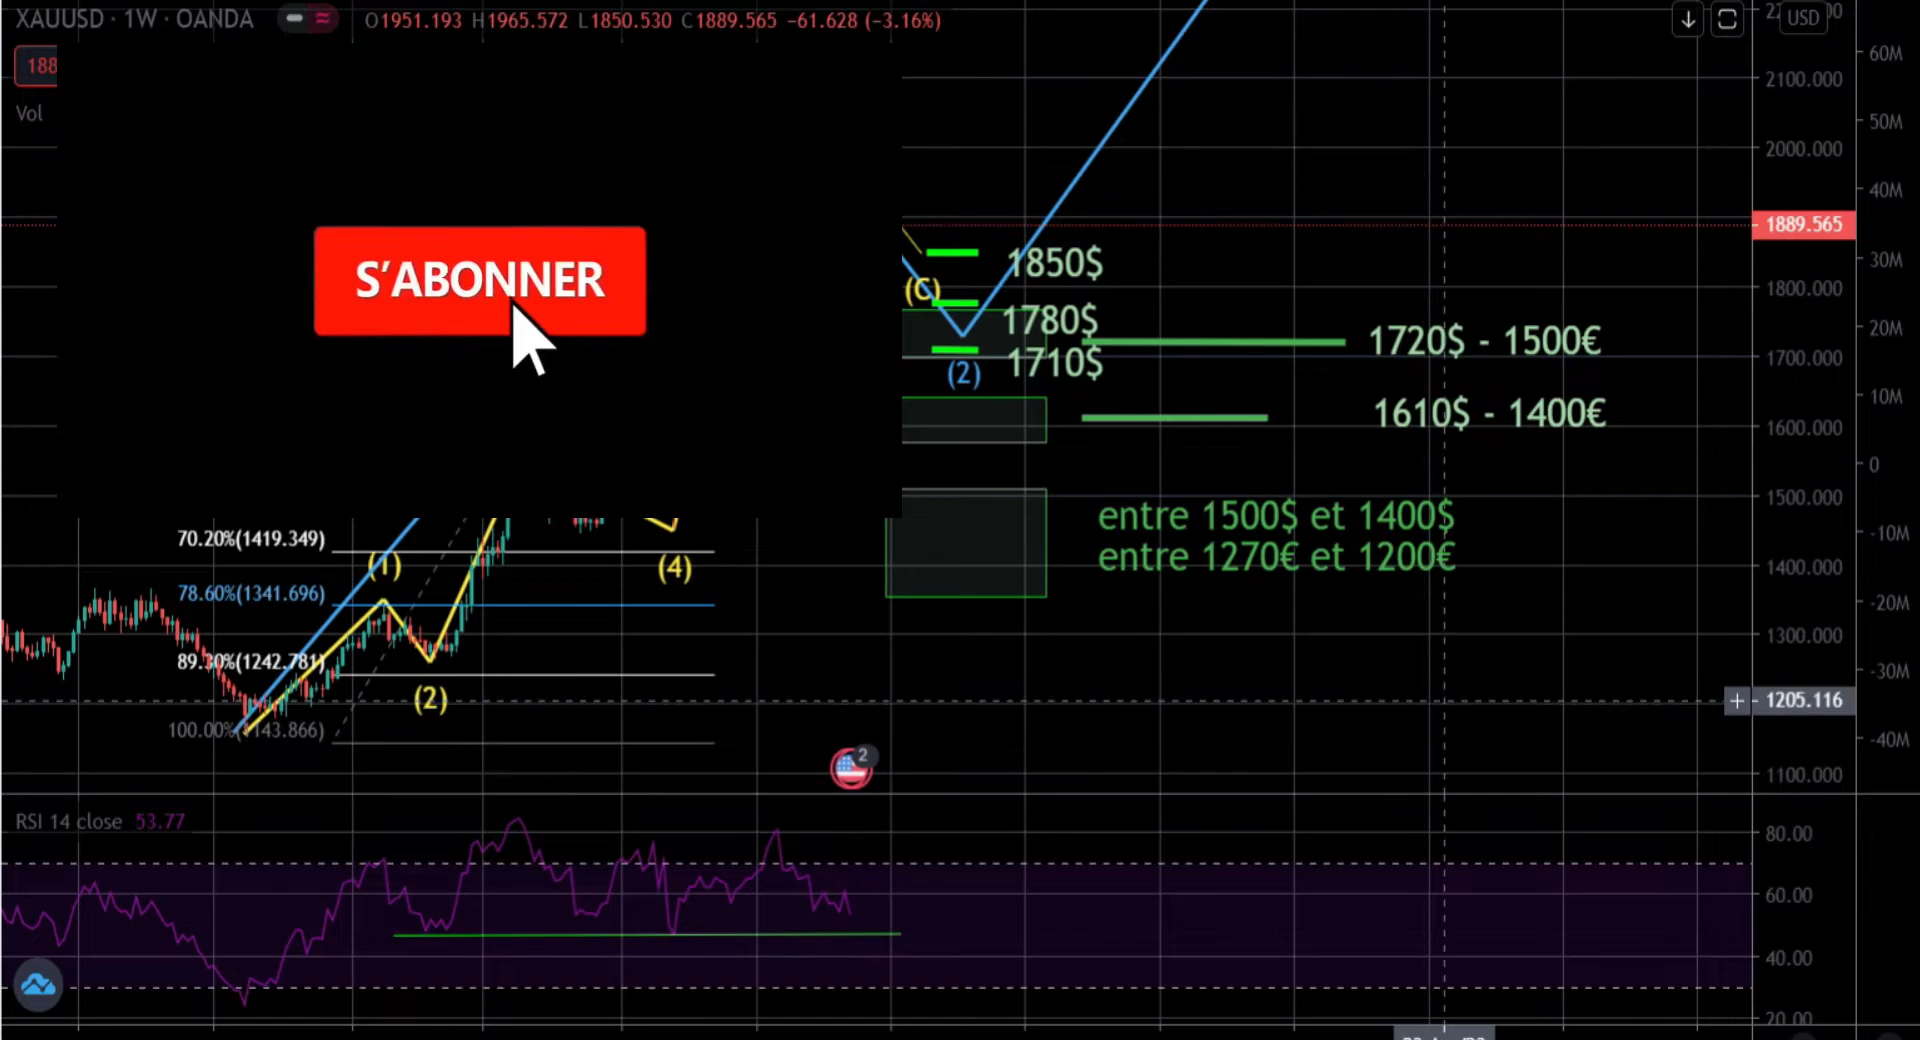 XAUUSD · 1W · OANDA
O1951.193 H1965.572 L1850.530 C1889.565 −61.628 (−3.16%)
USD
188
Vol
2100.000
2000.000
1889.565
1800.000
1700.000
1600.000
1500.000
1400.000
1300.000
1205.116
1100.000
60M
50M
40M
30M
20M
10M
0
-10M
-20M
-30M
-40M
S'ABONNER
1850$
(C)
1780$
1710$
(2)
1720$ - 1500€
1610$ - 1400€
entre 1500$ et 1400$
entre 1270€ et 1200€
70.20%(1419.349)
(1)
(4)
78.60%(1341.696)
89.30%(1242.781)
(2)
100.00%(1143.866)
2
RSI 14 close 53.77
80.00
60.00
40.00
20.00